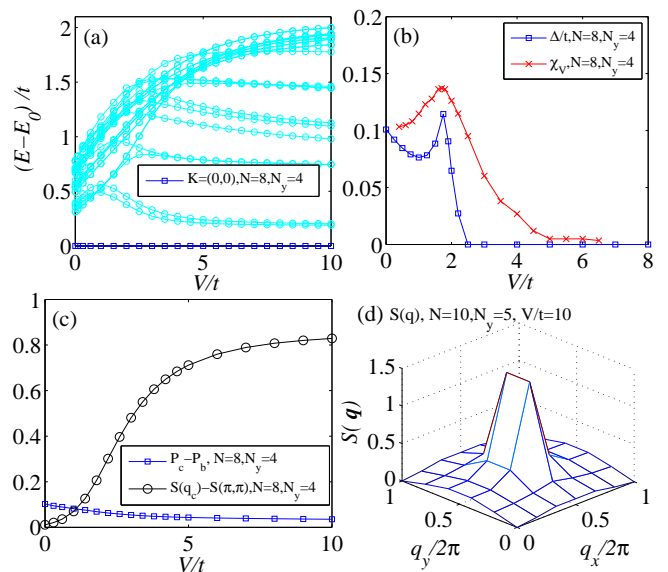 (a)
(E−E0)/t
2.5
2
1.5
1
0.5
0
K=(0,0),N=8,Ny=4
0 5 10
V/t
(b)
Δ/t,N=8,Ny=4
χV,N=8,Ny=4
0.2
0.15
0.1
0.05
0
0 2 4 6 8
V/t
(c)
1
0.8
0.6
0.4
0.2
0
Pc−Pb, N=8,Ny=4
S(qc)−S(π,π),N=8,Ny=4
0 5 10
V/t
(d) S(q), N=10,Ny=5, V/t=10
S(q)
1.5
1
0.5
0
1 0.5 0
qy/2π
0 0.5 1
qx/2π